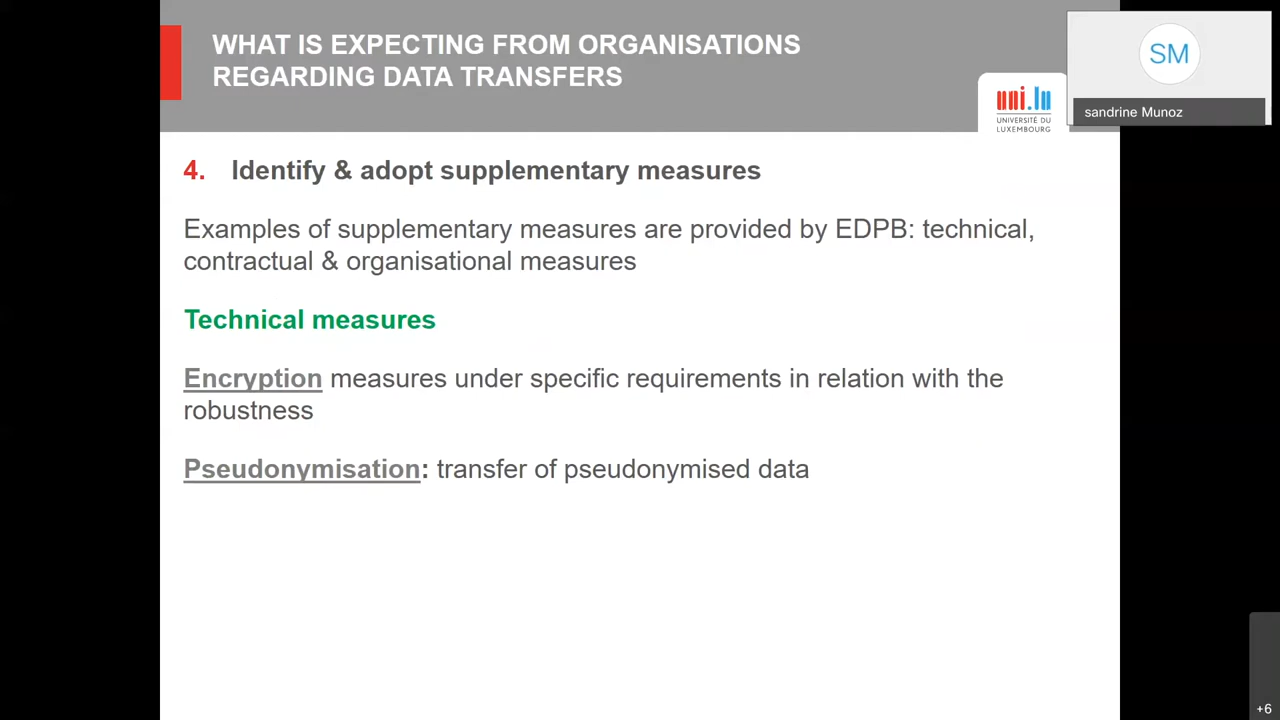 WHAT IS EXPECTING FROM ORGANISATIONS
REGARDING DATA TRANSFERS
SM
sandrine Munoz
uni.lu
UNIVERSITÉ DU
LUXEMBOURG
4. Identify & adopt supplementary measures
Examples of supplementary measures are provided by EDPB: technical,
contractual & organisational measures
Technical measures
Encryption measures under specific requirements in relation with the
robustness
Pseudonymisation: transfer of pseudonymised data
+6